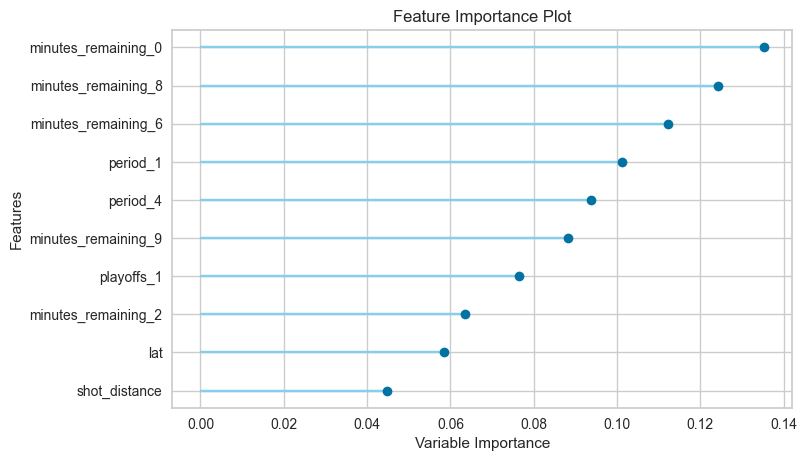 Feature Importance Plot
Features
minutes_remaining_0
minutes_remaining_8
minutes_remaining_6
period_1
period_4
minutes_remaining_9
playoffs_1
minutes_remaining_2
lat
shot_distance
0.00 0.02 0.04 0.06 0.08 0.10 0.12 0.14
Variable Importance